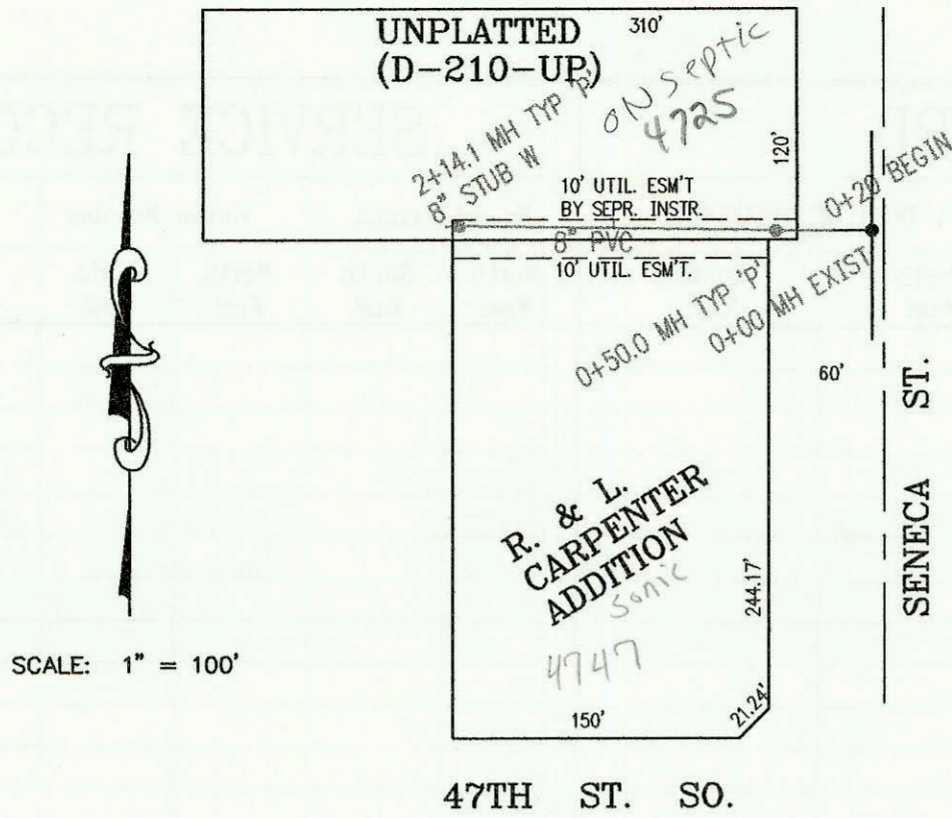 UNPLATTED
(D-210-UP)
310'
ON septic
4725
120'
2+14.1 MH TYP 'P'
8" STUB W
10' UTIL. ESM'T
BY SEPR. INSTR.
8" PVC
10' UTIL. ESM'T.
0+20 BEGIN
0+50.0 MH TYP 'P'
0+00 MH EXIST
60'
SENECA ST.
R. & L.
CARPENTER
ADDITION
sonic
4747
244.17'
21.24'
150'
SCALE: 1" = 100'
47TH ST. SO.